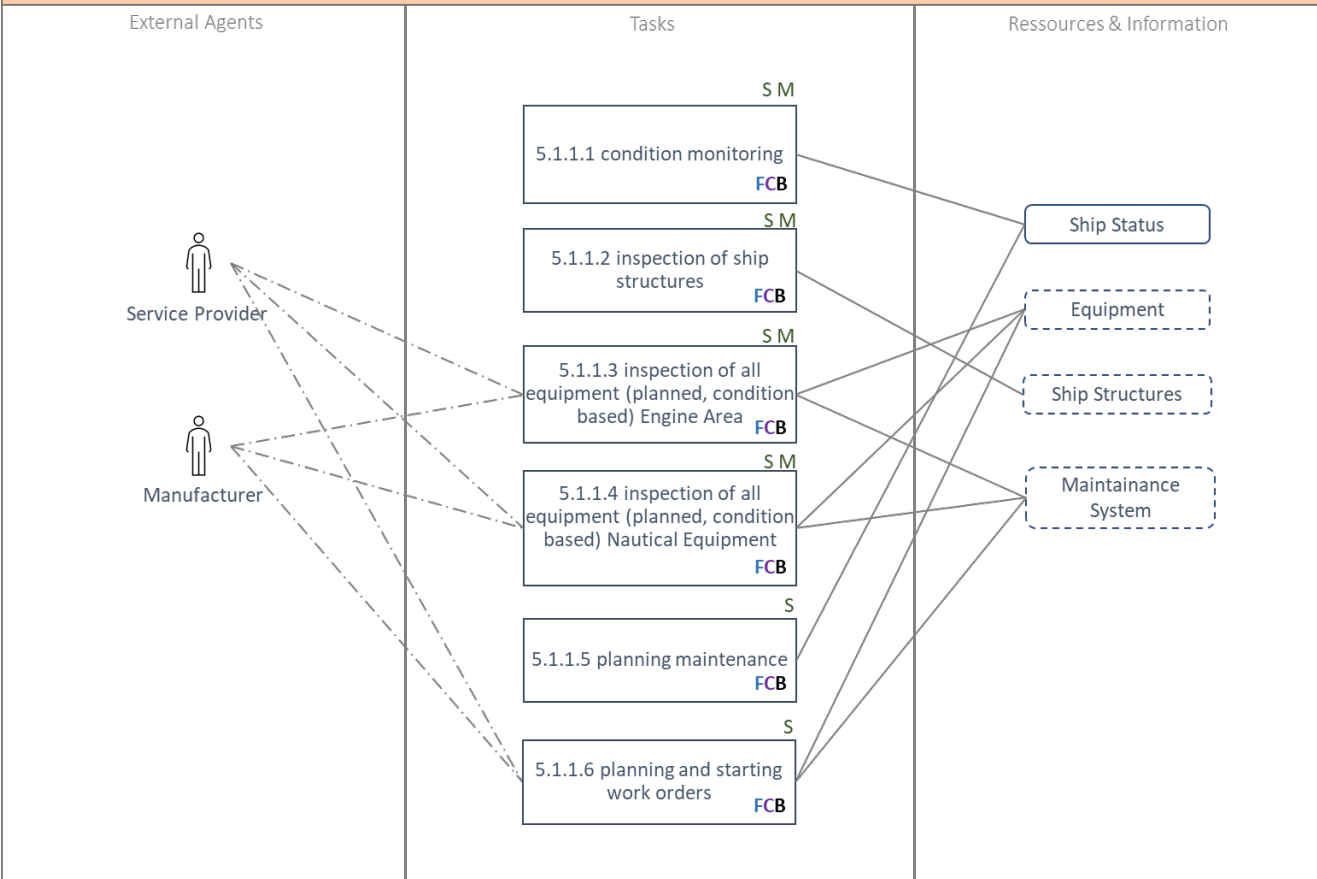 External Agents
Tasks
Ressources & Information
S M
5.1.1.1 condition monitoring
FCB
S M
5.1.1.2 inspection of ship
structures
FCB
S M
5.1.1.3 inspection of all
equipment (planned, condition
based) Engine Area
FCB
S M
5.1.1.4 inspection of all
equipment (planned, condition
based) Nautical Equipment
FCB
S
5.1.1.5 planning maintenance
FCB
S
5.1.1.6 planning and starting
work orders
FCB
Service Provider
Manufacturer
Ship Status
Equipment
Ship Structures
Maintainance
System